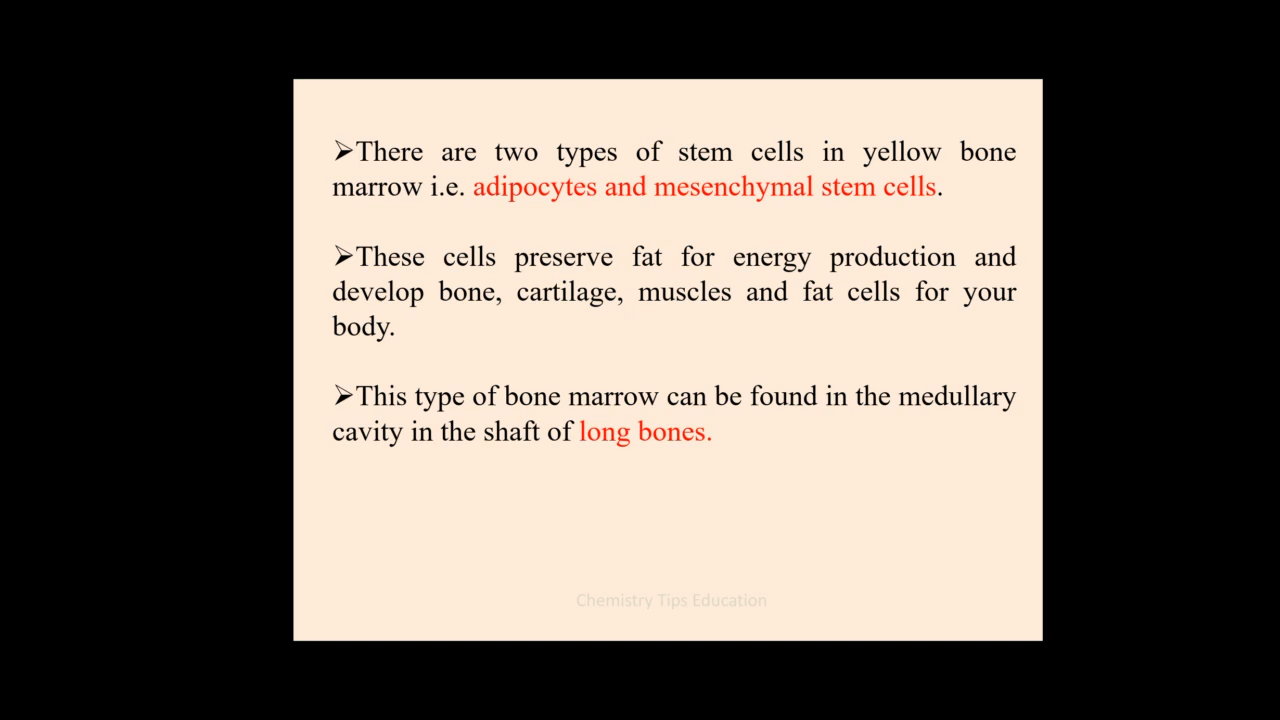 ➢There are two types of stem cells in yellow bone
marrow i.e. adipocytes and mesenchymal stem cells.
➢These cells preserve fat for energy production and
develop bone, cartilage, muscles and fat cells for your
body.
➢This type of bone marrow can be found in the medullary
cavity in the shaft of long bones.
Chemistry Tips Education